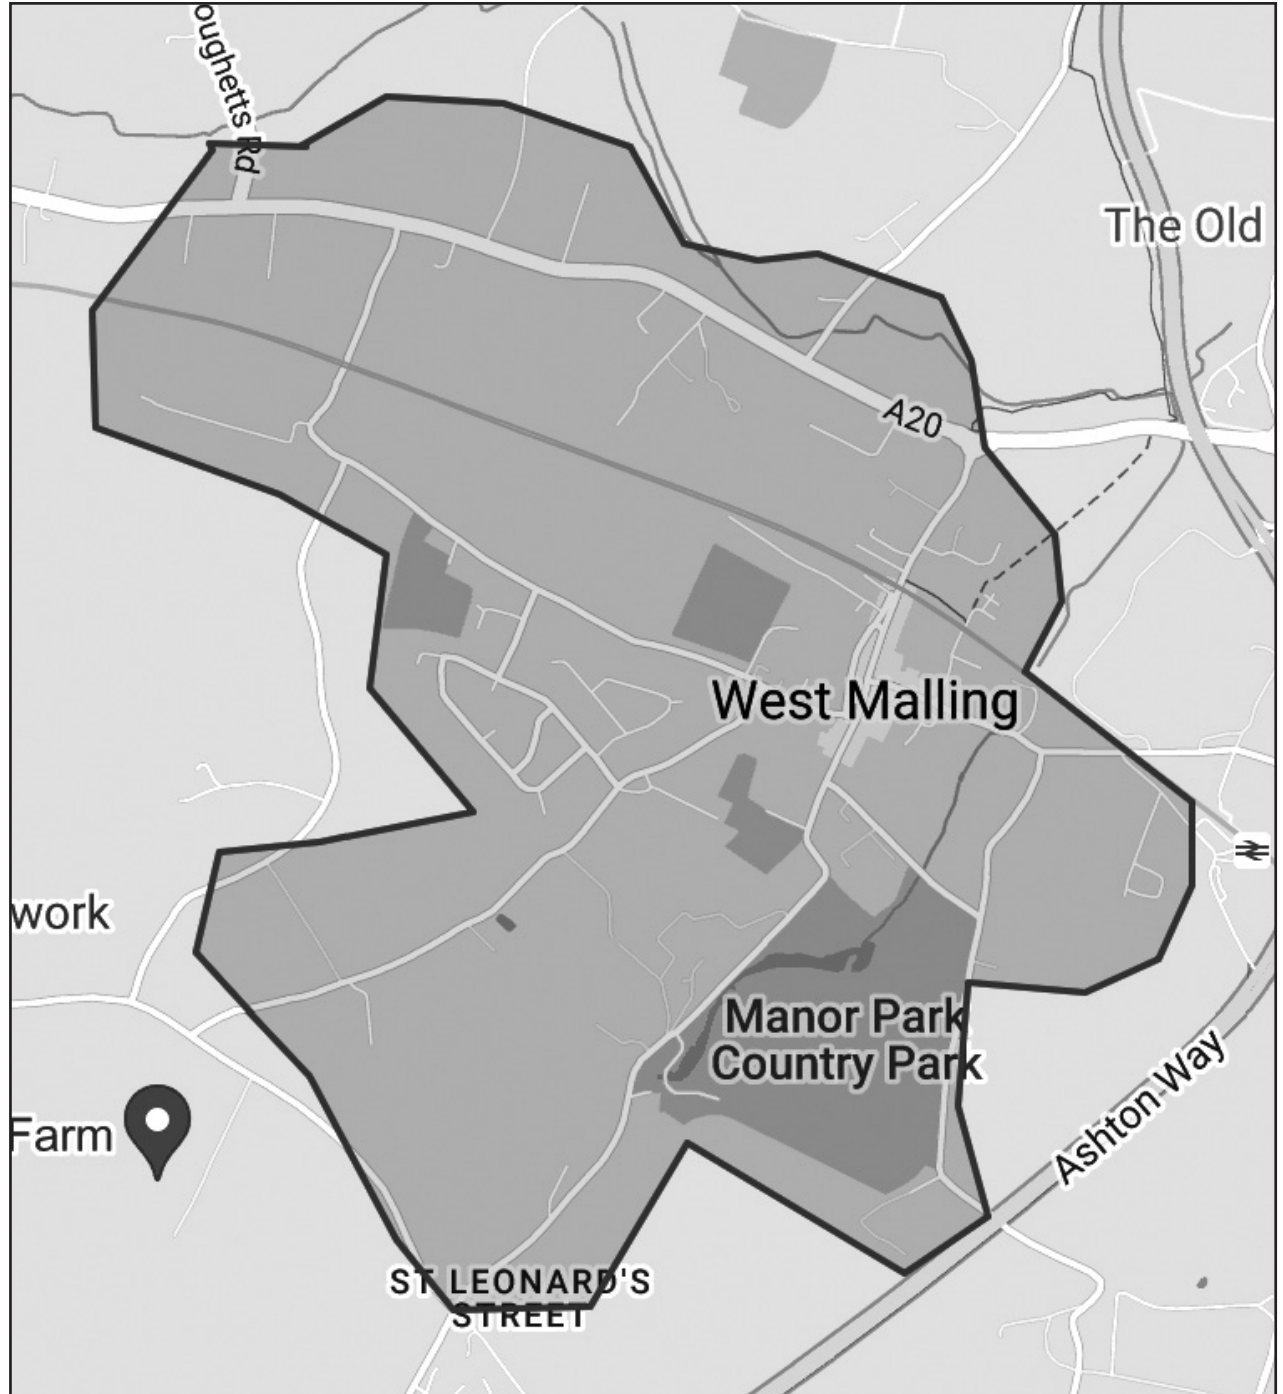 oughetts Rd
The Old
A20
West Malling
work
Manor Park
Country Park
Farm
Ashton Way
ST LEONARD'S
STREET